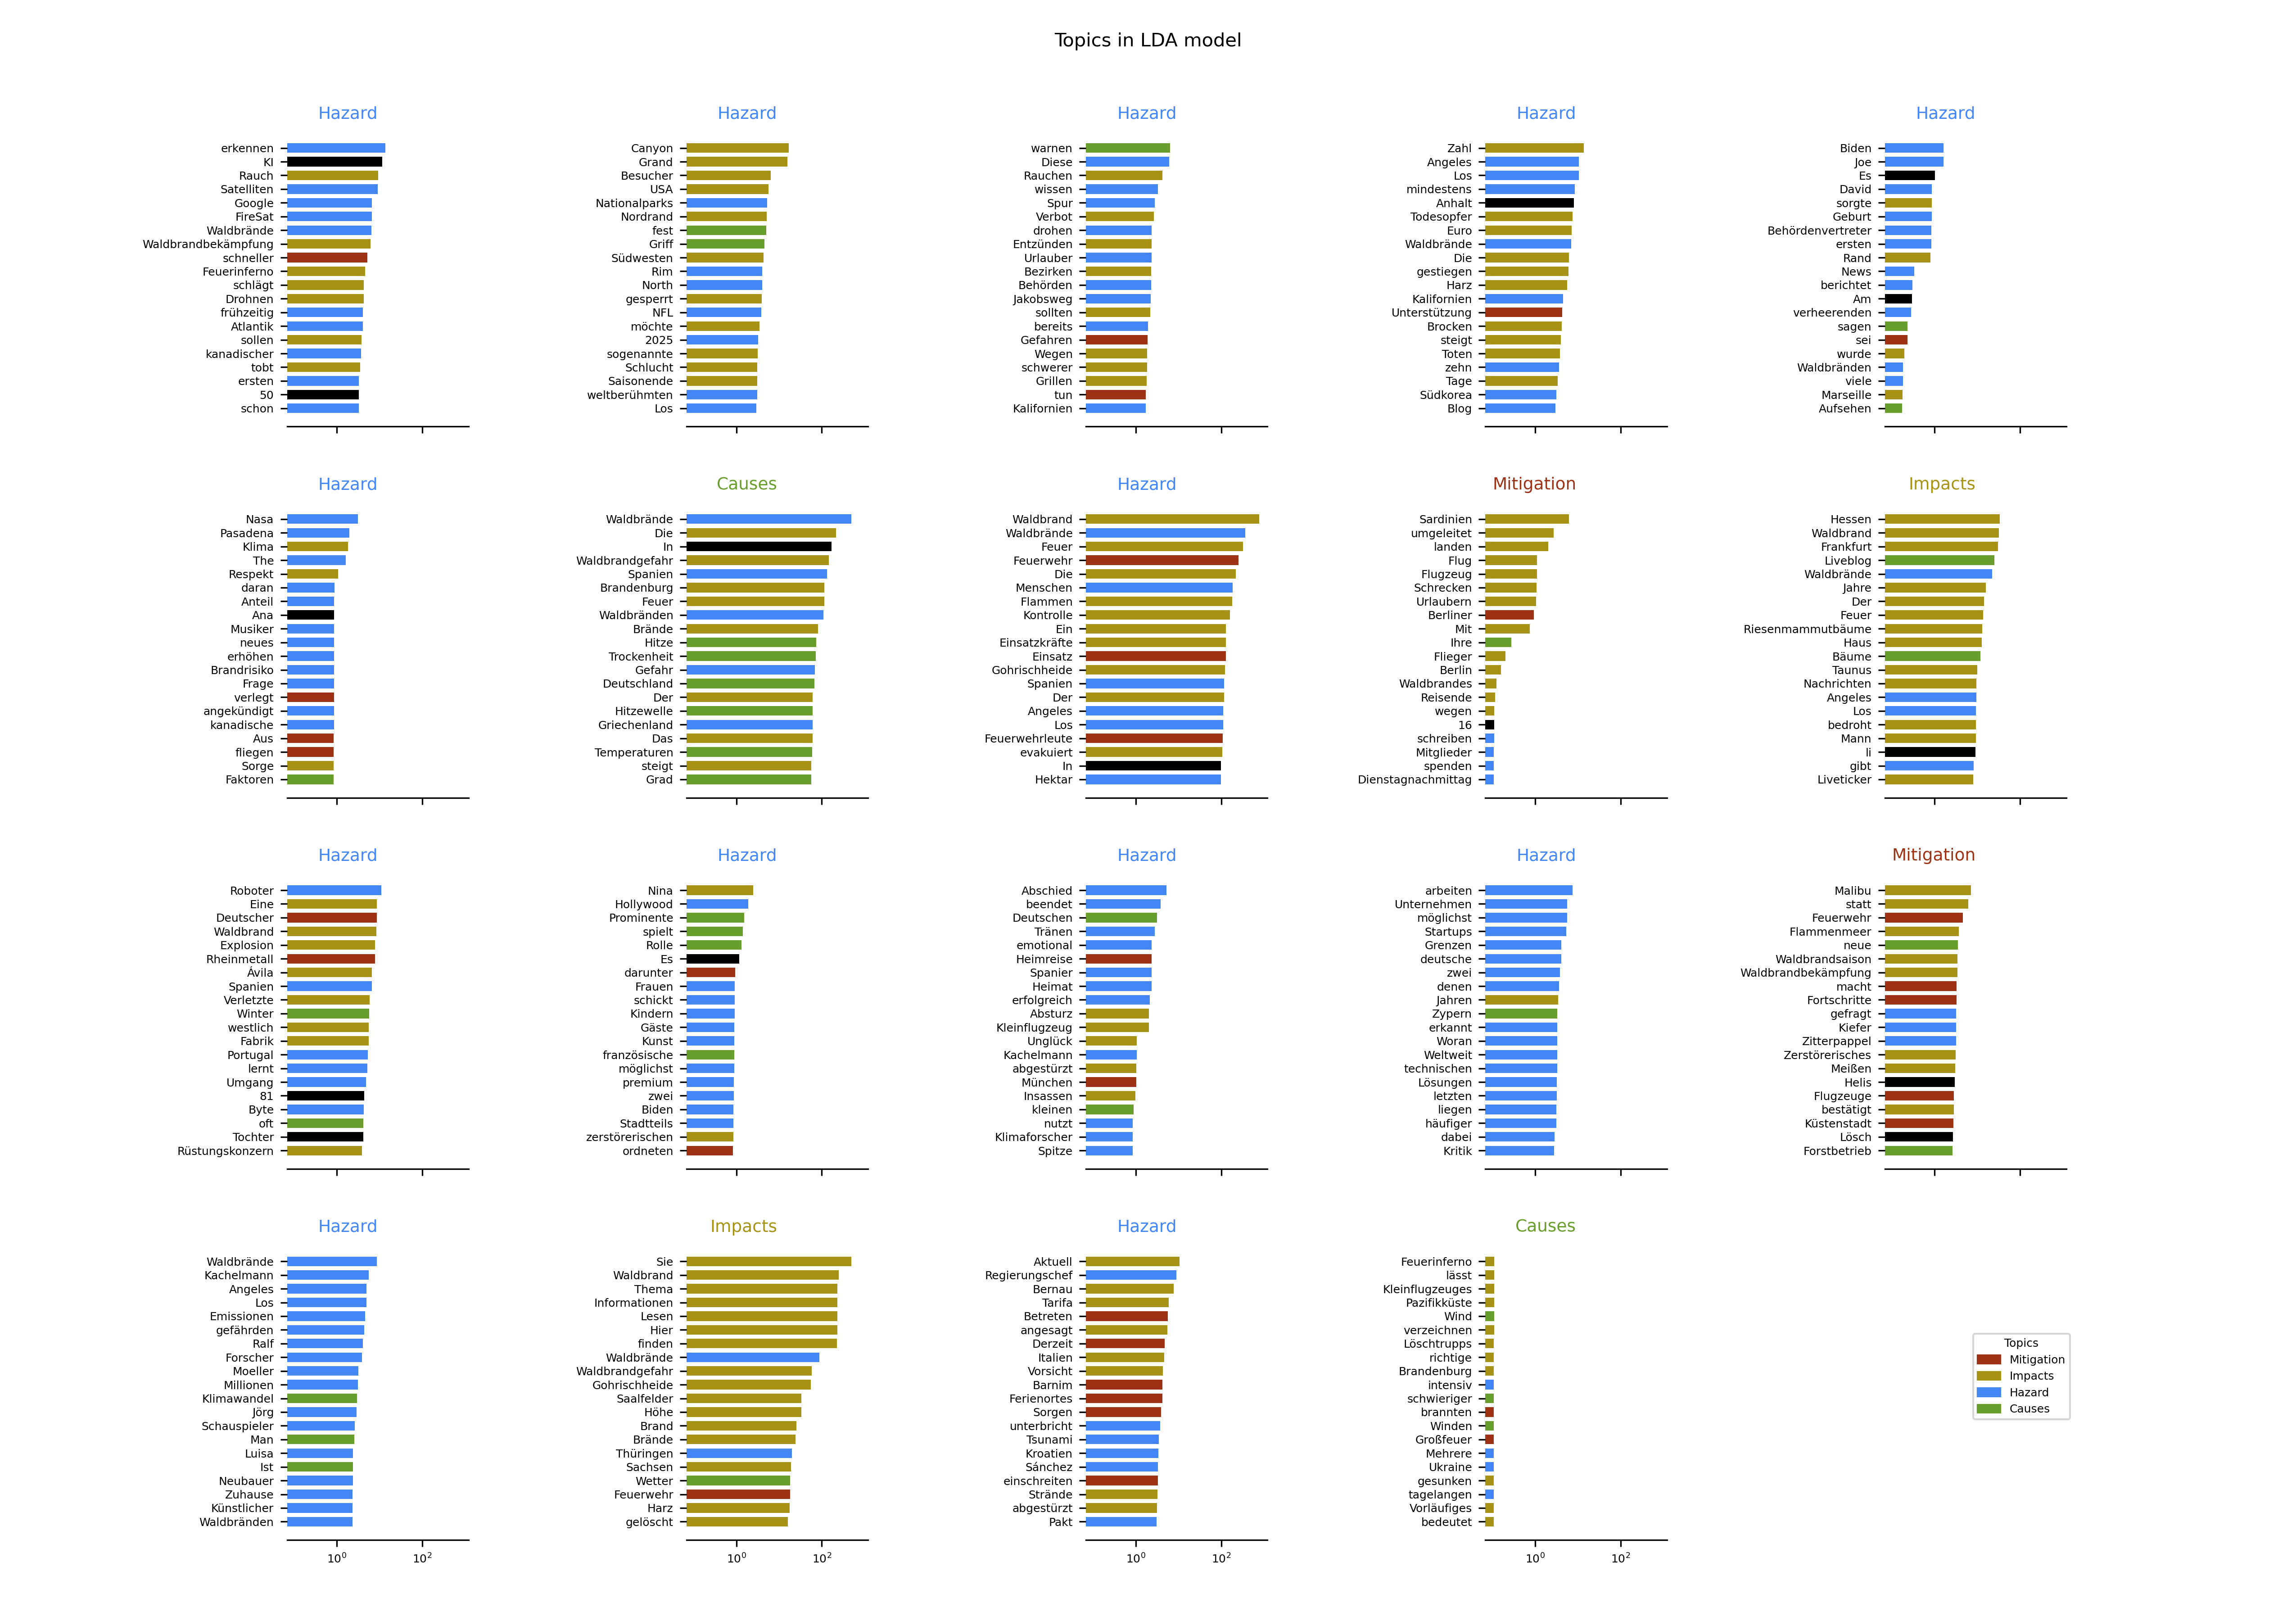 Topics in LDA model
Hazard
erkennen
KI
Rauch
Satelliten
Google
FireSat
Waldbrände
Waldbrandbekämpfung
schneller
Feuerinferno
schlägt
Drohnen
frühzeitig
Atlantik
sollen
kanadischer
tobt
ersten
50
schon
Hazard
Canyon
Grand
Besucher
USA
Nationalparks
Nordrand
fest
Griff
Südwesten
Rim
North
gesperrt
NFL
möchte
2025
sogenannte
Schlucht
Saisonende
weltberühmten
Los
Hazard
warnen
Diese
Rauchen
wissen
Spur
Verbot
drohen
Entzünden
Urlauber
Bezirken
Behörden
Jakobsweg
sollten
bereits
Gefahren
Wegen
schwerer
Grillen
tun
Kalifornien
Hazard
Zahl
Angeles
Los
mindestens
Anhalt
Todesopfer
Euro
Waldbrände
Die
gestiegen
Harz
Kalifornien
Unterstützung
Brocken
steigt
Toten
zehn
Tage
Südkorea
Blog
Hazard
Biden
Joe
Es
David
sorgte
Geburt
Behördenvertreter
ersten
Rand
News
berichtet
Am
verheerenden
sagen
sei
wurde
Waldbränden
viele
Marseille
Aufsehen
Hazard
Nasa
Pasadena
Klima
The
Respekt
daran
Anteil
Ana
Musiker
neues
erhöhen
Brandrisiko
Frage
verlegt
angekündigt
kanadische
Aus
fliegen
Sorge
Faktoren
Causes
Waldbrände
Die
In
Waldbrandgefahr
Spanien
Brandenburg
Feuer
Waldbränden
Brände
Hitze
Trockenheit
Gefahr
Deutschland
Der
Hitzewelle
Griechenland
Das
Temperaturen
steigt
Grad
Hazard
Waldbrand
Waldbrände
Feuer
Feuerwehr
Die
Menschen
Flammen
Kontrolle
Ein
Einsatzkräfte
Einsatz
Gohrischheide
Spanien
Der
Angeles
Los
Feuerwehrleute
evakuiert
In
Hektar
Mitigation
Sardinien
umgeleitet
landen
Flug
Flugzeug
Schrecken
Urlaubern
Berliner
Mit
Ihre
Flieger
Berlin
Waldbrandes
Reisende
wegen
16
schreiben
Mitglieder
spenden
Dienstagnachmittag
Impacts
Hessen
Waldbrand
Frankfurt
Liveblog
Waldbrände
Jahre
Der
Feuer
Riesenmammutbäume
Haus
Bäume
Taunus
Nachrichten
Angeles
Los
bedroht
Mann
li
gibt
Liveticker
Hazard
Roboter
Eine
Deutscher
Waldbrand
Explosion
Rheinmetall
Ávila
Spanien
Verletzte
Winter
westlich
Fabrik
Portugal
lernt
Umgang
81
Byte
oft
Tochter
Rüstungskonzern
Hazard
Nina
Hollywood
Prominente
spielt
Rolle
Es
darunter
Frauen
schickt
Kindern
Gäste
Kunst
französische
möglichst
premium
zwei
Biden
Stadtteils
zerstörerischen
ordneten
Hazard
Abschied
beendet
Deutschen
Tränen
emotional
Heimreise
Spanier
Heimat
erfolgreich
Absturz
Kleinflugzeug
Unglück
Kachelmann
abgestürzt
München
Insassen
kleinen
nutzt
Klimaforscher
Spitze
Hazard
arbeiten
Unternehmen
möglichst
Startups
Grenzen
deutsche
zwei
denen
Jahren
Zypern
erkannt
Woran
Weltweit
technischen
Lösungen
letzten
liegen
häufiger
dabei
Kritik
Mitigation
Malibu
statt
Feuerwehr
Flammenmeer
neue
Waldbrandsaison
Waldbrandbekämpfung
macht
Fortschritte
gefragt
Kiefer
Zitterpappel
Zerstörerisches
Meißen
Helis
Flugzeuge
bestätigt
Küstenstadt
Lösch
Forstbetrieb
Hazard
Waldbrände
Kachelmann
Angeles
Los
Emissionen
gefährden
Ralf
Forscher
Moeller
Millionen
Klimawandel
Jörg
Schauspieler
Man
Luisa
Ist
Neubauer
Zuhause
Künstlicher
Waldbränden
10⁰ 10²
Impacts
Sie
Waldbrand
Thema
Informationen
Lesen
Hier
finden
Waldbrände
Waldbrandgefahr
Gohrischheide
Saalfelder
Höhe
Brand
Brände
Thüringen
Sachsen
Wetter
Feuerwehr
Harz
gelöscht
10⁰ 10²
Hazard
Aktuell
Regierungschef
Bernau
Tarifa
Betreten
angesagt
Derzeit
Italien
Vorsicht
Barnim
Ferienortes
Sorgen
unterbricht
Tsunami
Kroatien
Sánchez
einschreiten
Strände
abgestürzt
Pakt
10⁰ 10²
Causes
Feuerinferno
lässt
Kleinflugzeuges
Pazifikküste
Wind
verzeichnen
Löschtrupps
richtige
Brandenburg
intensiv
schwieriger
brannten
Winden
Großfeuer
Mehrere
Ukraine
gesunken
tagelangen
Vorläufiges
bedeutet
10⁰ 10²
Topics
Mitigation
Impacts
Hazard
Causes